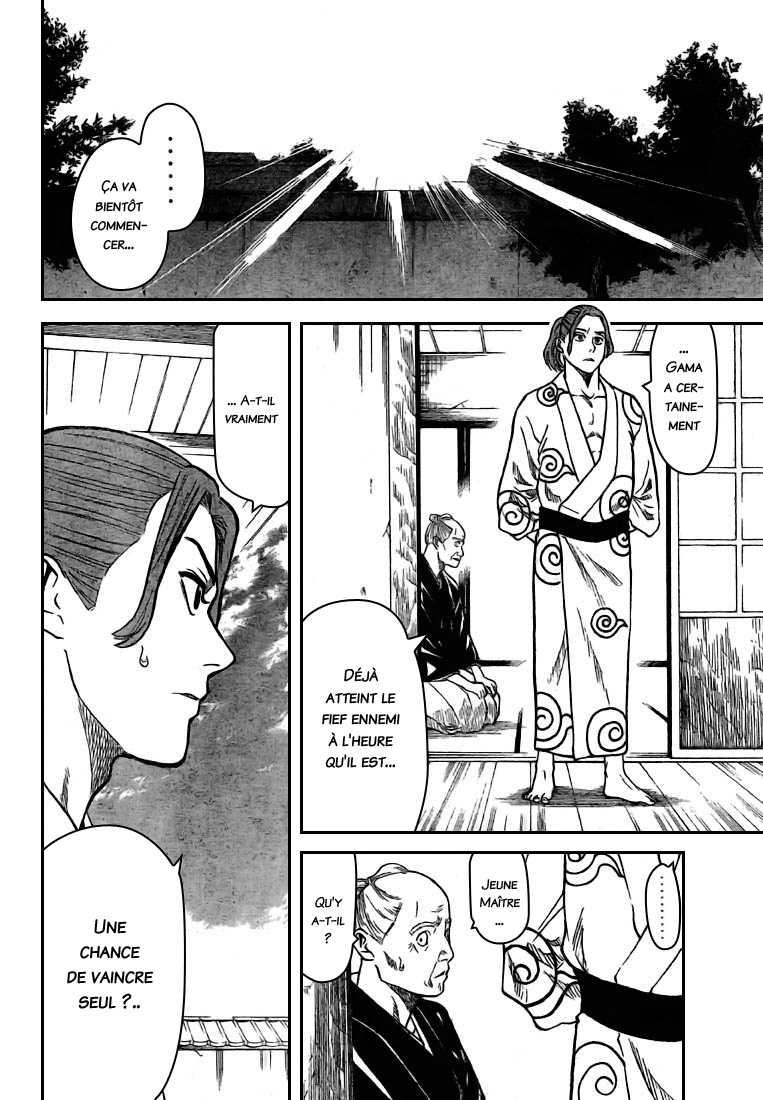 ......
ÇA VA
BIENTÔT
COMMEN-
CER...
...
GAMA
A CER-
TAINE-
MENT
DÉJÀ
ATTEINT LE
FIEF ENNEMI
À L'HEURE
QU'IL EST...
... A-T-IL
VRAIMENT
UNE
CHANCE
DE VAINCRE
SEUL ?..
......
JEUNE
MAÎTRE
...
QU'Y
A-T-IL
?